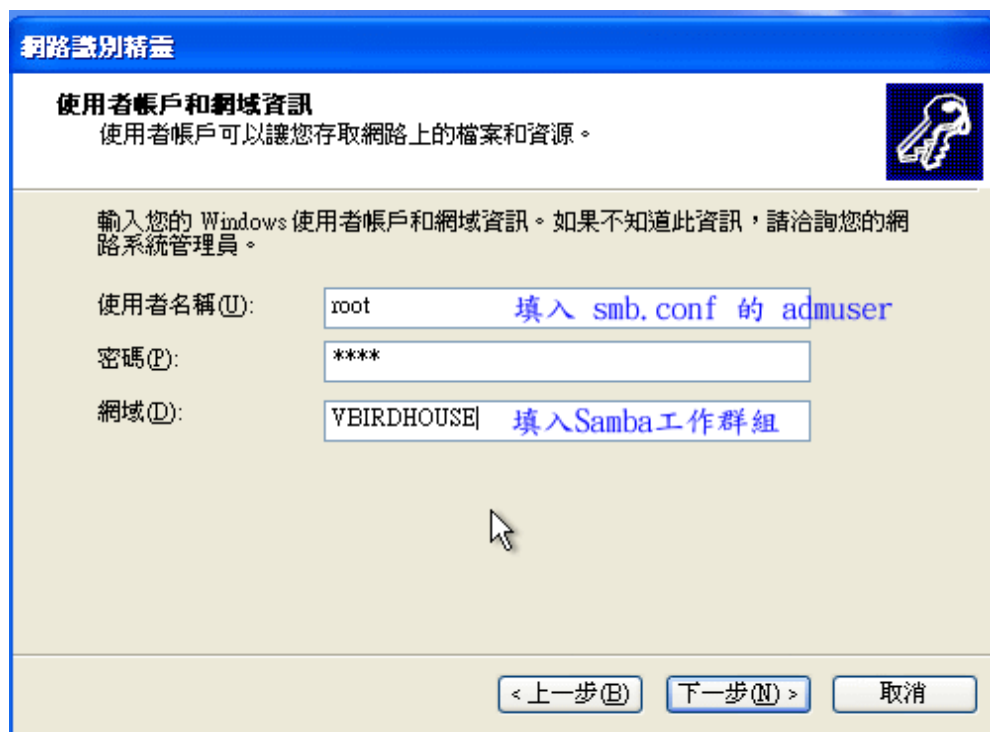 網路識別精靈
使用者帳戶和網域資訊
使用者帳戶可以讓您存取網路上的檔案和資源。
輸入您的 Windows 使用者帳戶和網域資訊。如果不知道此資訊，請洽詢您的網
路系統管理員。
使用者名稱(U): root 填入 smb.conf 的 admuser
密碼(P): ****
網域(D): VBIRDHOUSE 填入Samba工作群組
<上一步(B) 下一步(N)> 取消